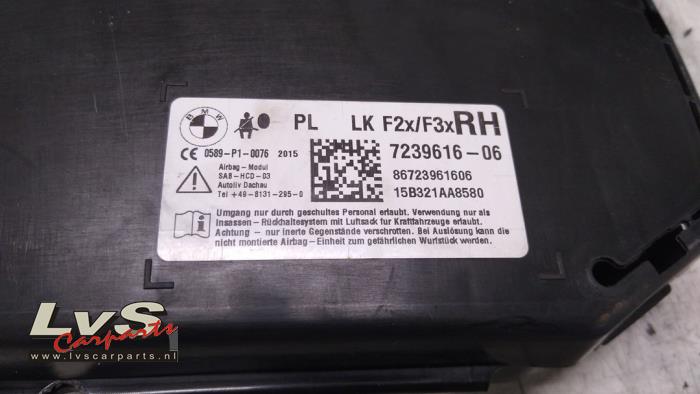 BMW
PL LK F2x/F3x RH
CE 0589-P1-0076 2015
7239616-06
Airbag-Modul
SAB-HCD-03
Autoliv Dachau
Tel +49-8131-295-0
86723961606
15B321AA8580
Umgang nur durch geschultes Personal erlaubt. Verwendung nur als
Insassen - Rückhaltesystem mit Luftsack für Kraftfahrzeuge erlaubt.
Achtung - nur inerte Gegenstände verschrotten. Bei Auslösung kann die
nicht montierte Airbag-Einheit zum gefährlichen Wurfstück werden.
LvS
Carparts
www.lvscarparts.nl